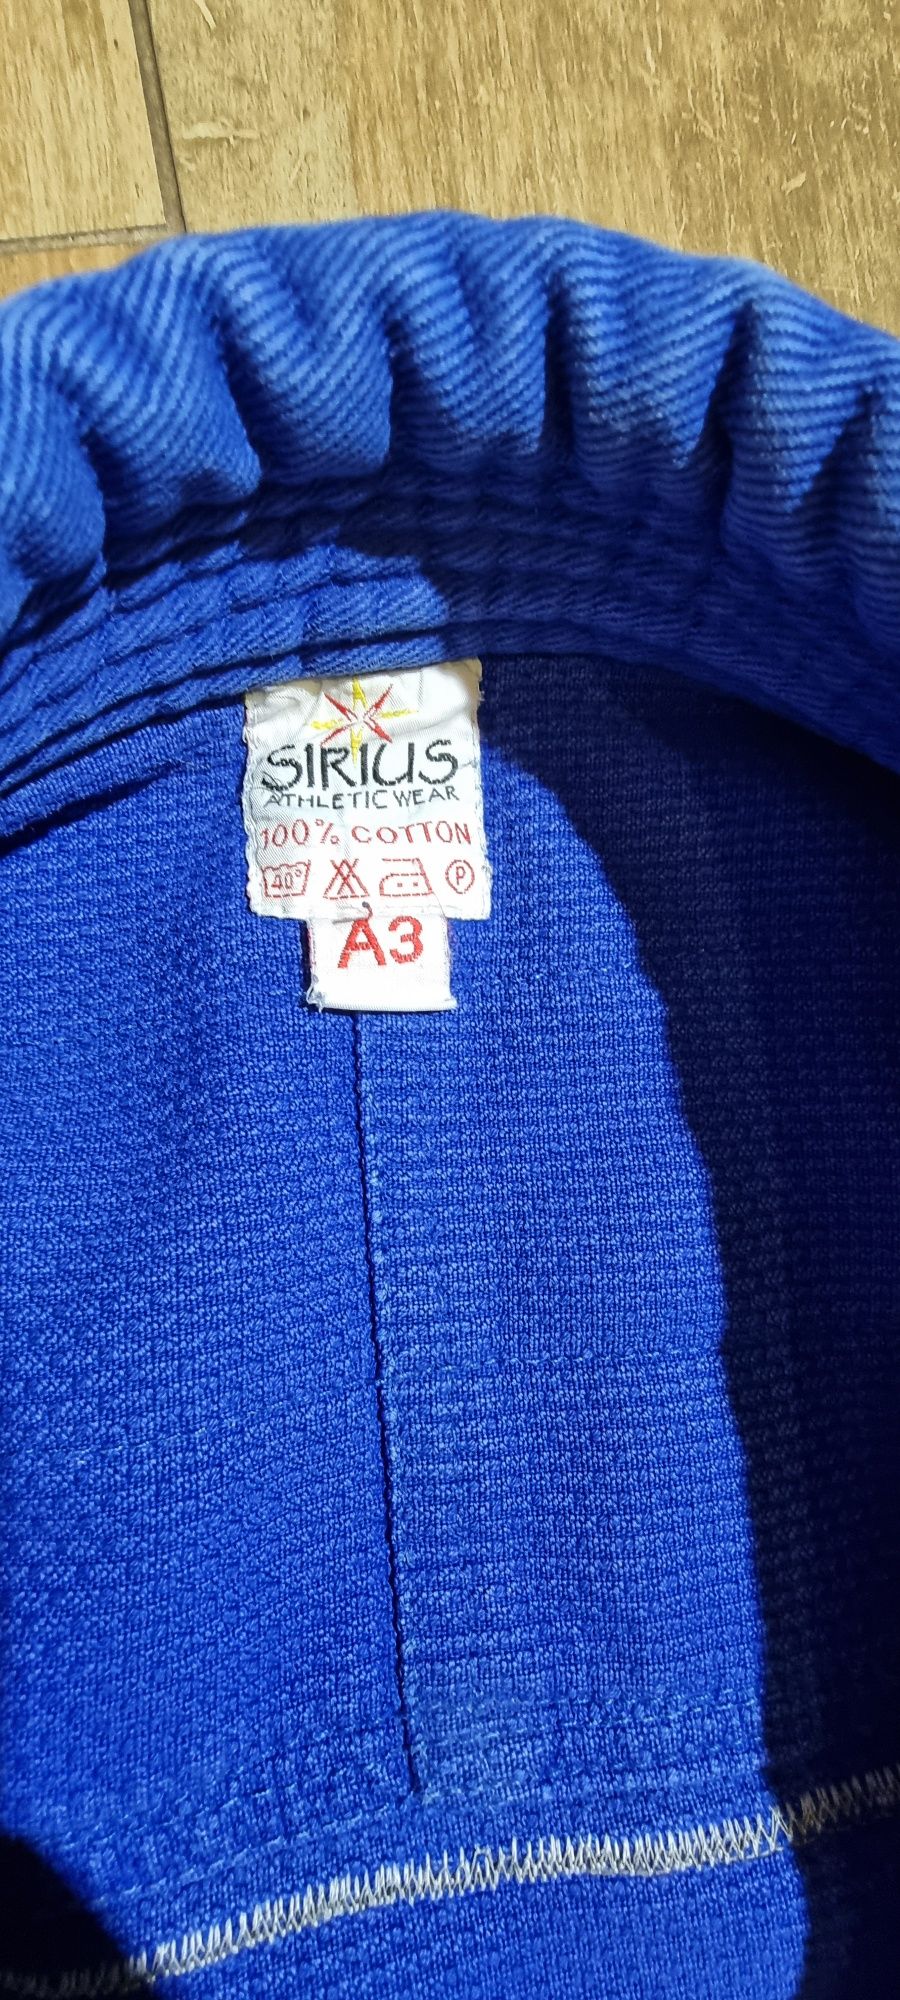 SIRIUS
ATHLETIC WEAR
100% COTTON
40° P
A3